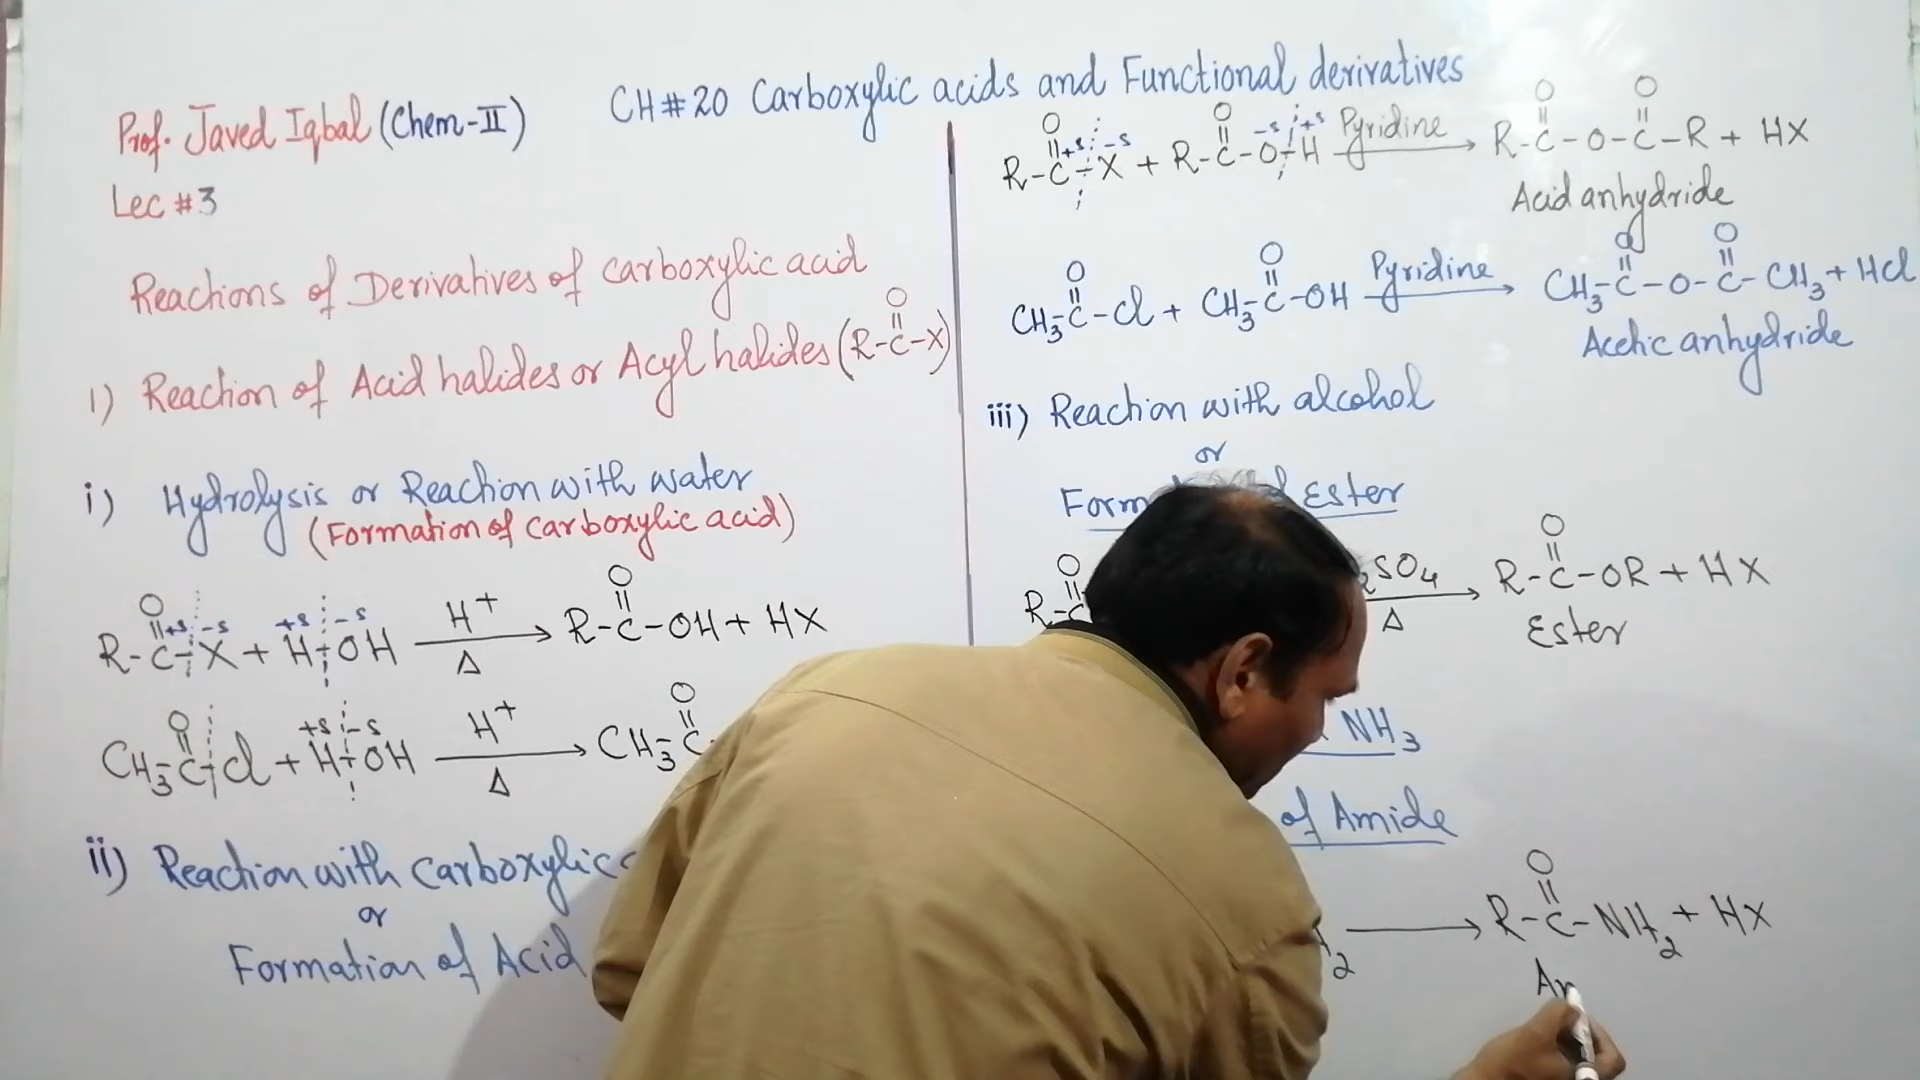 CH#20 Carboxylic acids and Functional derivatives
Prof. Javed Iqbal (Chem-II)
Lec #3
Reactions of Derivatives of carboxylic acid
1) Reaction of Acid halides or Acyl halides (R-C-X)
O
i) Hydrolysis or Reaction with water
(Formation of carboxylic acid)
O
R-C-X + H-OH H+ Δ R-C-OH + HX
O
CH3-C-Cl + H-OH H+ Δ CH3-C
O
ii) Reaction with carboxylic
or
Formation of Acid
O +δ -δ O -δ +δ O O
R-C-X + R-C-O-H Pyridine R-C-O-C-R + HX
Acid anhydride
O O O O
CH3-C-Cl + CH3-C-OH Pyridine CH3-C-O-C-CH3 + HCl
Acetic anhydride
iii) Reaction with alcohol
or
Form Ester
O O
R-C 2SO4 Δ R-C-OR + HX
Ester
NH3
of Amide
O
2 R-C-NH2 + HX
Am